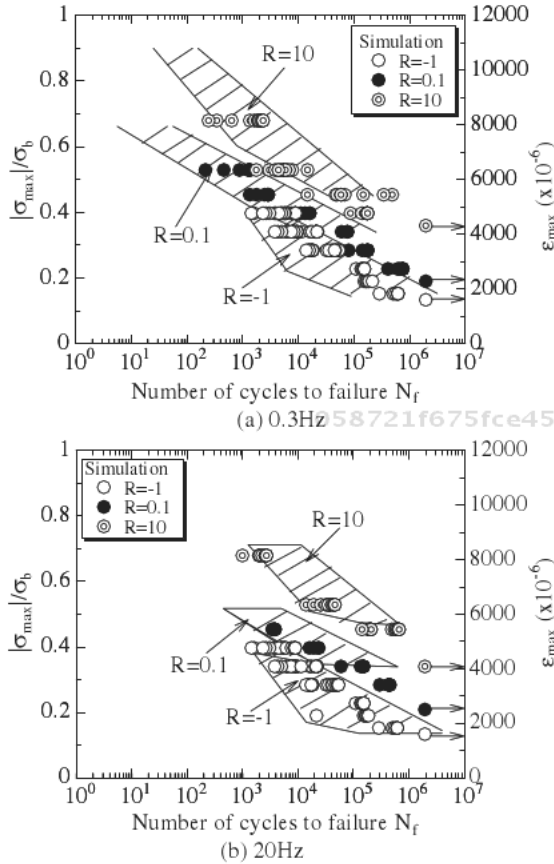 1
0.8
0.6
0.4
0.2
0
|σmax|/σb
12000
10000
8000
6000
4000
2000
0
εmax (x10⁻⁶)
Simulation
R=-1
R=0.1
R=10
R=10
R=0.1
R=-1
10⁰ 10¹ 10² 10³ 10⁴ 10⁵ 10⁶ 10⁷
Number of cycles to failure Nf
(a) 0.3Hz
958721f675fce45
1
0.8
0.6
0.4
0.2
0
|σmax|/σb
12000
10000
8000
6000
4000
2000
0
εmax (x10⁻⁶)
Simulation
R=-1
R=0.1
R=10
R=10
R=0.1
R=-1
10⁰ 10¹ 10² 10³ 10⁴ 10⁵ 10⁶ 10⁷
Number of cycles to failure Nf
(b) 20Hz